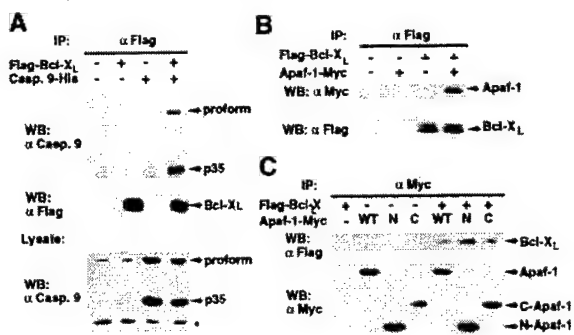 A
IP: α Flag
Flag-Bcl-XL - + - +
Casp. 9-His - - + +
WB: α Casp. 9
proform
p35
WB: α Flag
Bcl-XL
Lysate:
WB: α Casp. 9
proform
p35
*
B
IP: α Flag
Flag-Bcl-XL - - + +
Apaf-1-Myc - + - +
WB: α Myc
Apaf-1
WB: α Flag
Bcl-XL
C
IP: α Myc
Flag-Bcl-XL + - - - + + +
Apaf-1-Myc - WT N C WT N C
WB: α Flag
Bcl-XL
WB: α Myc
Apaf-1
C-Apaf-1
N-Apaf-1